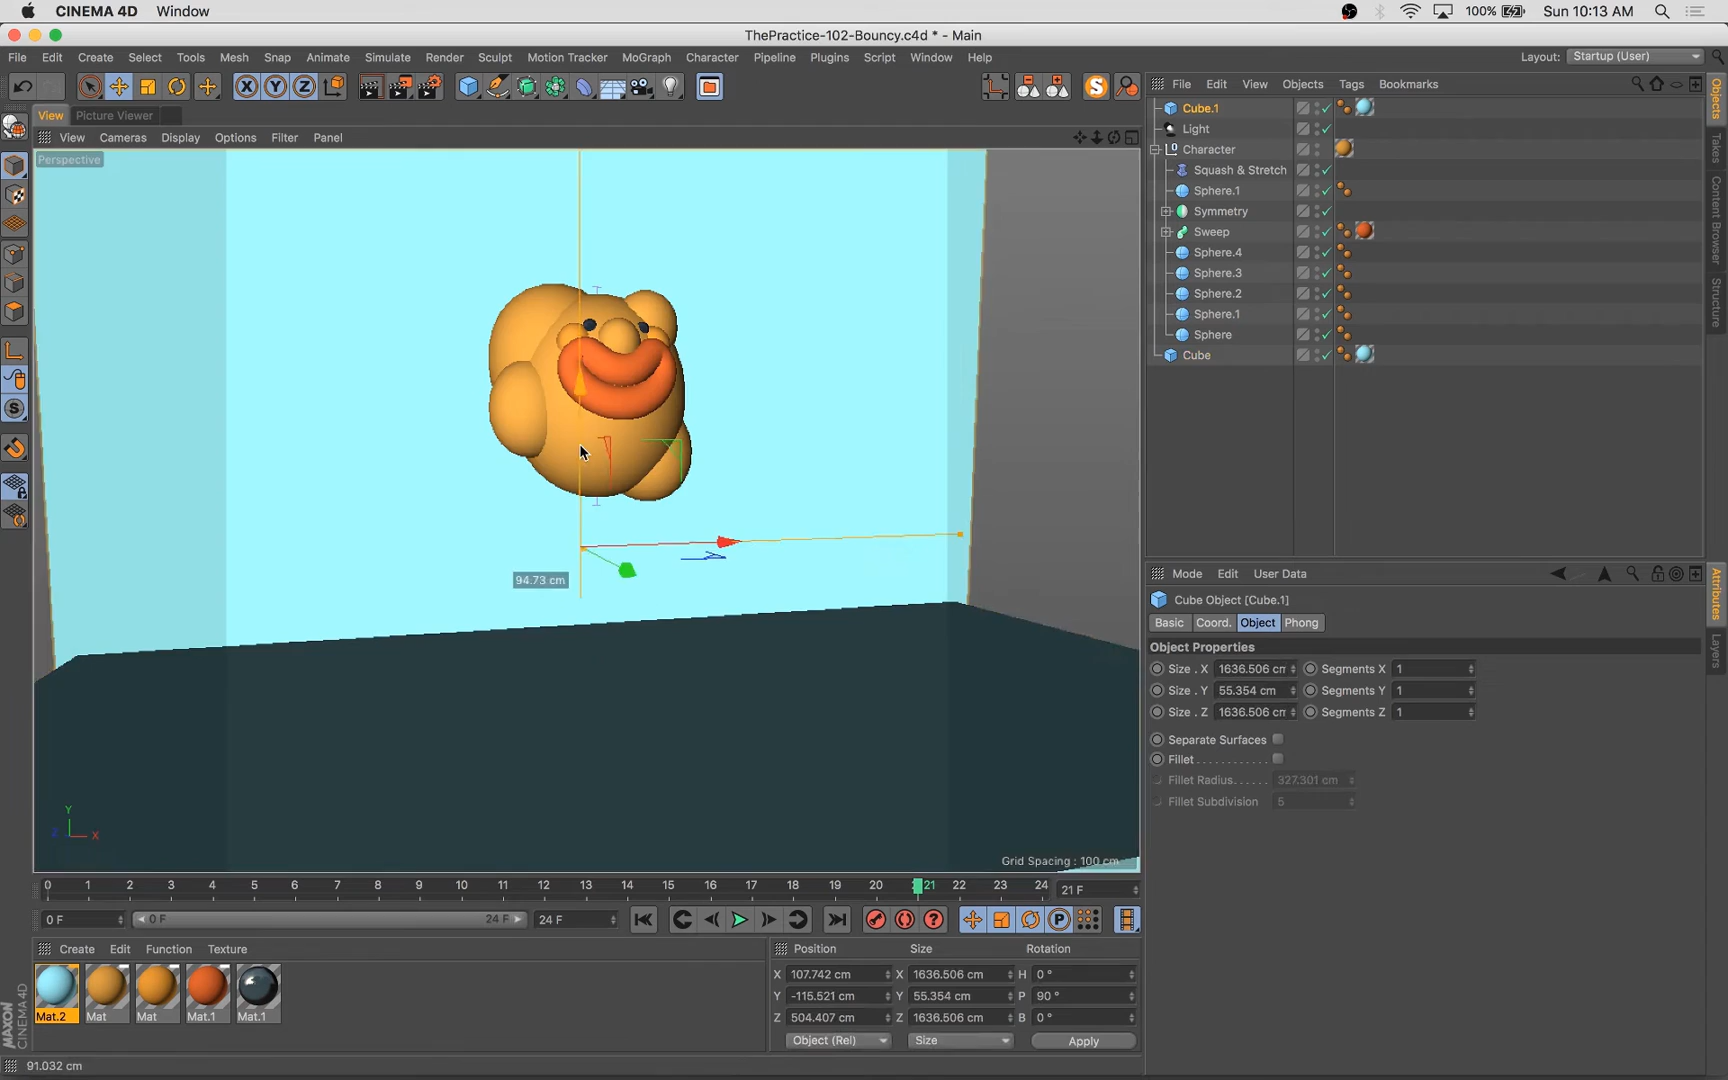 CINEMA 4D Window 100% Sun 10:13 AM
ThePractice-102-Bouncy.c4d * - Main
File Edit Create Select Tools Mesh Snap Animate Simulate Render Sculpt Motion Tracker MoGraph Character Pipeline Plugins Script Window Help Layout: Startup (User)
X Y Z S
File Edit View Objects Tags Bookmarks
View Picture Viewer
View Cameras Display Options Filter Panel
Perspective
Cube.1
Light
Character
Squash & Stretch
Sphere.1
Symmetry
Sweep
Sphere.4
Sphere.3
Sphere.2
Sphere.1
Sphere
Cube
Objects
Takes
Content Browser
Structure
94.73 cm
Y
Z X
Grid Spacing : 100 cm
Mode Edit User Data
Cube Object [Cube.1]
Basic Coord. Object Phong
Object Properties
Size . X 1636.506 cm Segments X 1
Size . Y 55.354 cm Segments Y 1
Size . Z 1636.506 cm Segments Z 1
Separate Surfaces
Fillet
Fillet Radius 327.301 cm
Fillet Subdivision 5
Attributes
Layers
0 1 2 3 4 5 6 7 8 9 10 11 12 13 14 15 16 17 18 19 20 21 22 23 24 21 F
0 F 0 F 24 F 24 F
P
Create Edit Function Texture
Mat.2 Mat Mat Mat.1 Mat.1
Position Size Rotation
X 107.742 cm X 1636.506 cm H 0 °
Y -115.521 cm Y 55.354 cm P 90 °
Z 504.407 cm Z 1636.506 cm B 0 °
Object (Rel) Size Apply
MAXON CINEMA 4D
91.032 cm